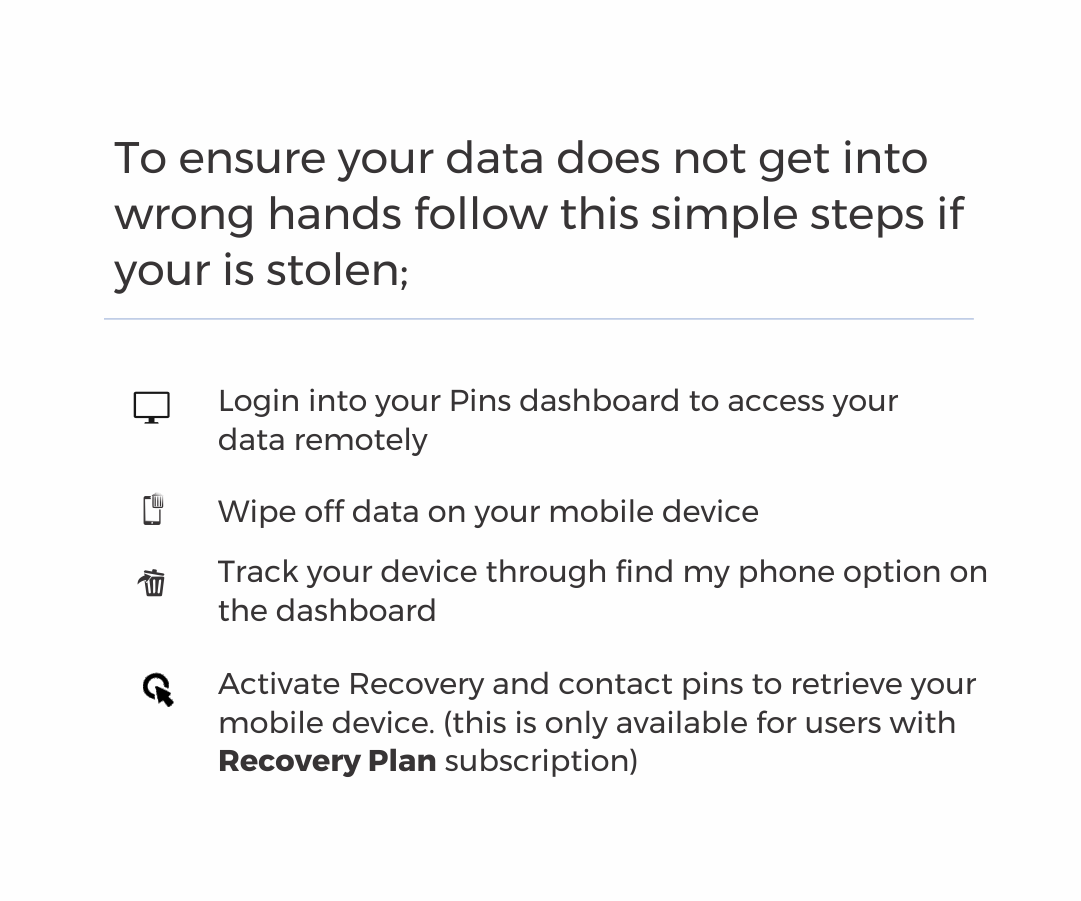 To ensure your data does not get into
wrong hands follow this simple steps if
your is stolen;
Login into your Pins dashboard to access your
data remotely
Wipe off data on your mobile device
Track your device through find my phone option on
the dashboard
Activate Recovery and contact pins to retrieve your
mobile device. (this is only available for users with
Recovery Plan subscription)